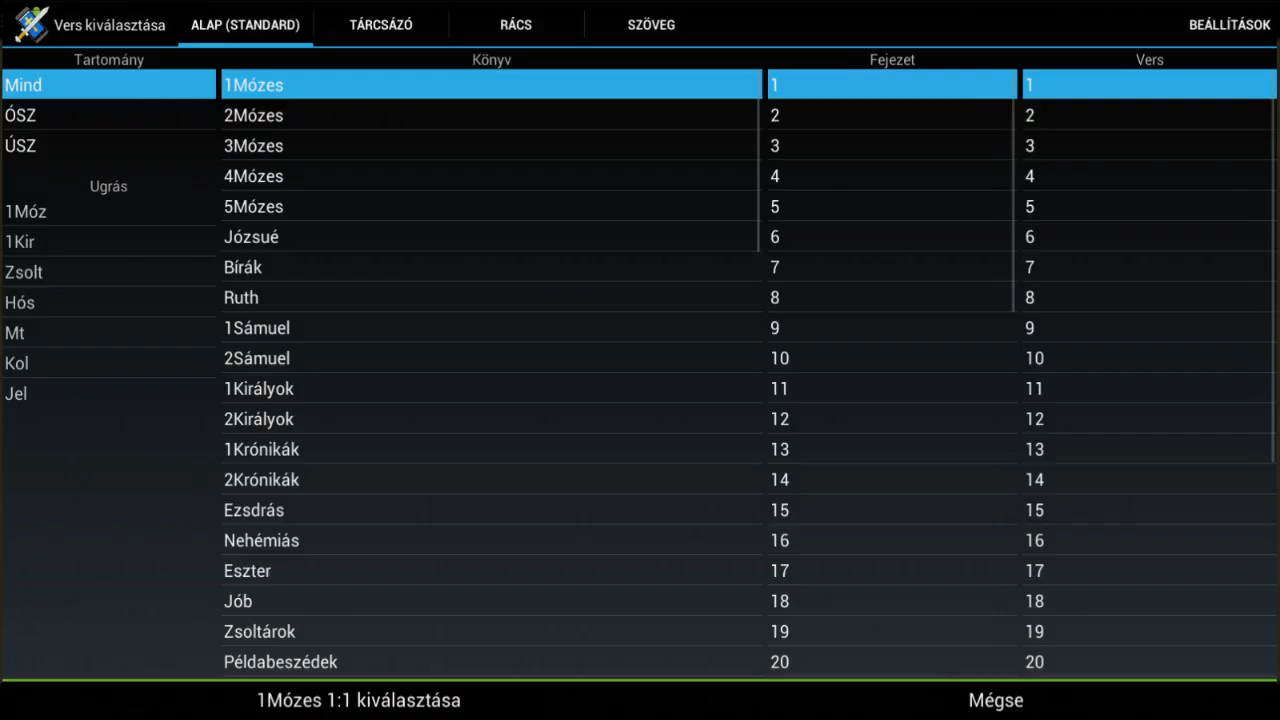 Vers kiválasztása ALAP (STANDARD) TÁRCSÁZÓ RÁCS SZÖVEG BEÁLLÍTÁSOK
Tartomány Könyv Fejezet Vers
Mind 1Mózes 1 1
ÓSZ 2Mózes 2 2
ÚSZ 3Mózes 3 3
4Mózes 4 4
Ugrás
1Móz 5Mózes 5 5
1Kir Józsué 6 6
Zsolt Bírák 7 7
Hós Ruth 8 8
Mt 1Sámuel 9 9
Kol 2Sámuel 10 10
Jel 1Királyok 11 11
2Királyok 12 12
1Krónikák 13 13
2Krónikák 14 14
Ezsdrás 15 15
Nehémiás 16 16
Eszter 17 17
Jób 18 18
Zsoltárok 19 19
Példabeszédek 20 20
1Mózes 1:1 kiválasztása Mégse